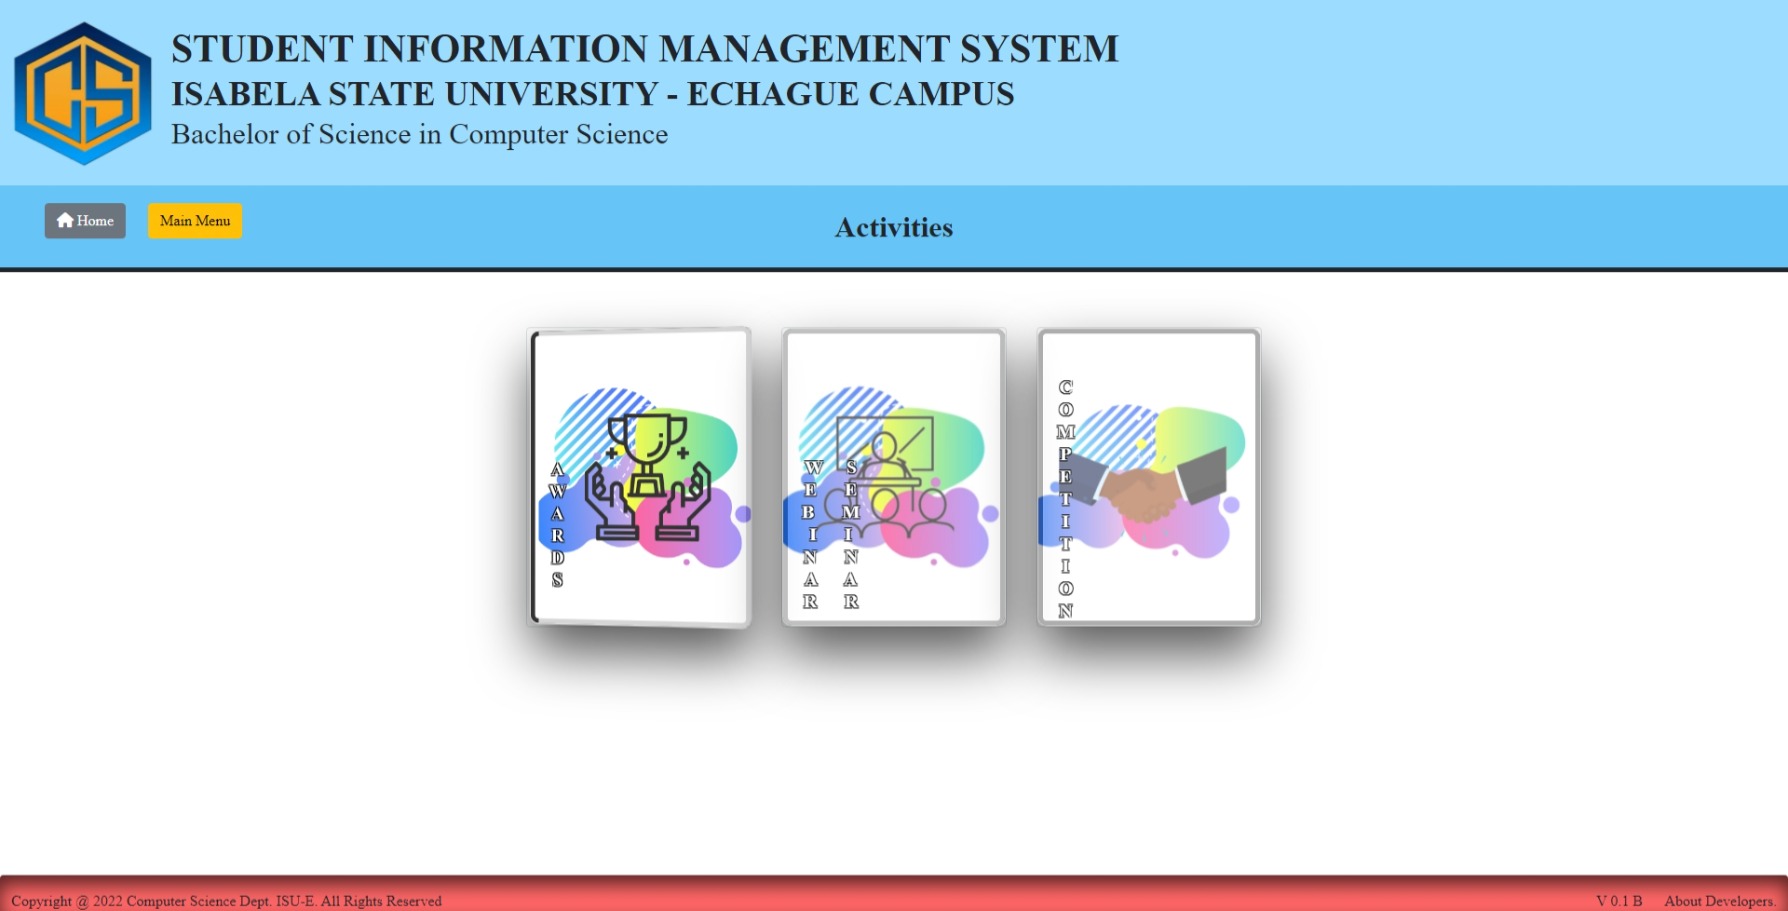 CS
STUDENT INFORMATION MANAGEMENT SYSTEM
ISABELA STATE UNIVERSITY - ECHAGUE CAMPUS
Bachelor of Science in Computer Science
Home
Main Menu
Activities
AWARDS
WEBINAR
SEMINAR
COMPETITION
Copyright @ 2022 Computer Science Dept. ISU-E. All Rights Reserved
V 0.1 B
About Developers.